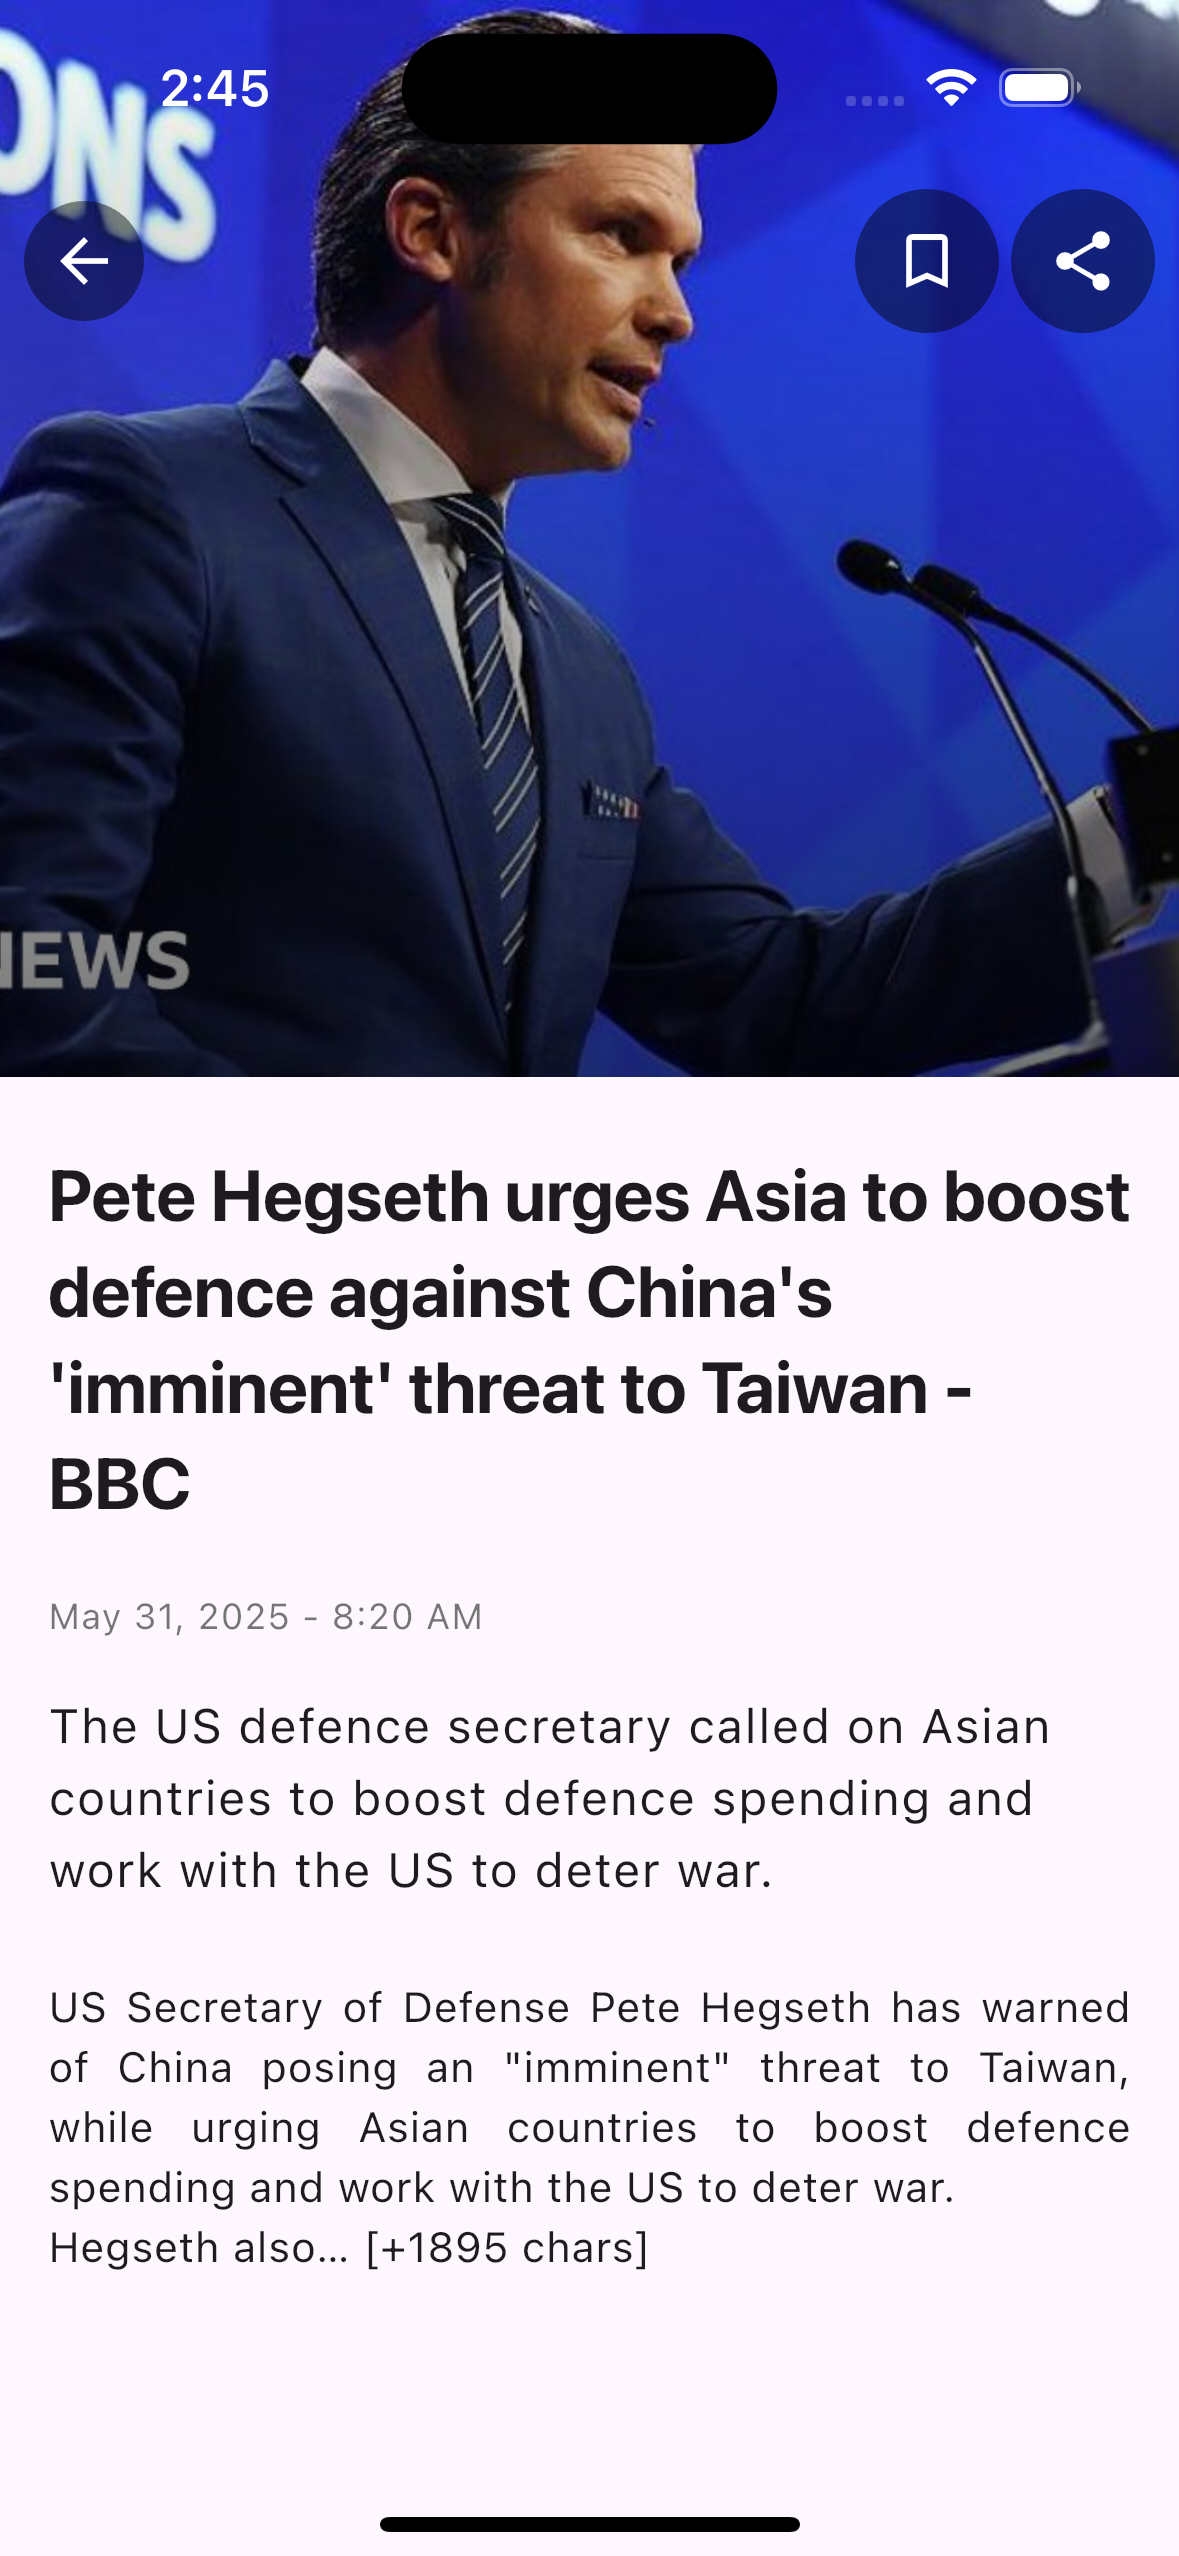 ONS
2:45
NEWS
Pete Hegseth urges Asia to boost
defence against China's
'imminent' threat to Taiwan -
BBC
May 31, 2025 - 8:20 AM
The US defence secretary called on Asian
countries to boost defence spending and
work with the US to deter war.
US Secretary of Defense Pete Hegseth has warned
of China posing an "imminent" threat to Taiwan,
while urging Asian countries to boost defence
spending and work with the US to deter war.
Hegseth also… [+1895 chars]